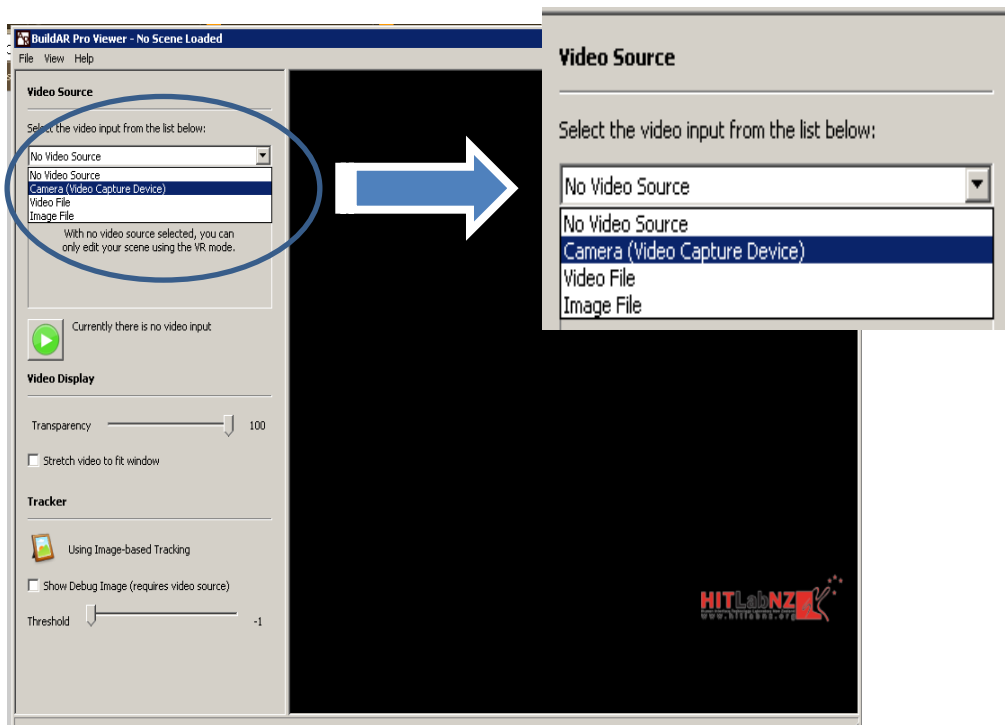 BuildAR Pro Viewer - No Scene Loaded
File View Help
Video Source
Select the video input from the list below:
No Video Source
No Video Source
Camera (Video Capture Device)
Video File
Image File
With no video source selected, you can
only edit your scene using the VR mode.
Currently there is no video input
Video Display
Transparency 100
Stretch video to fit window
Tracker
Using Image-based Tracking
Show Debug Image (requires video source)
Threshold -1
Video Source
Select the video input from the list below:
No Video Source
No Video Source
Camera (Video Capture Device)
Video File
Image File
HITLabNZ
www.hitlabnz.org